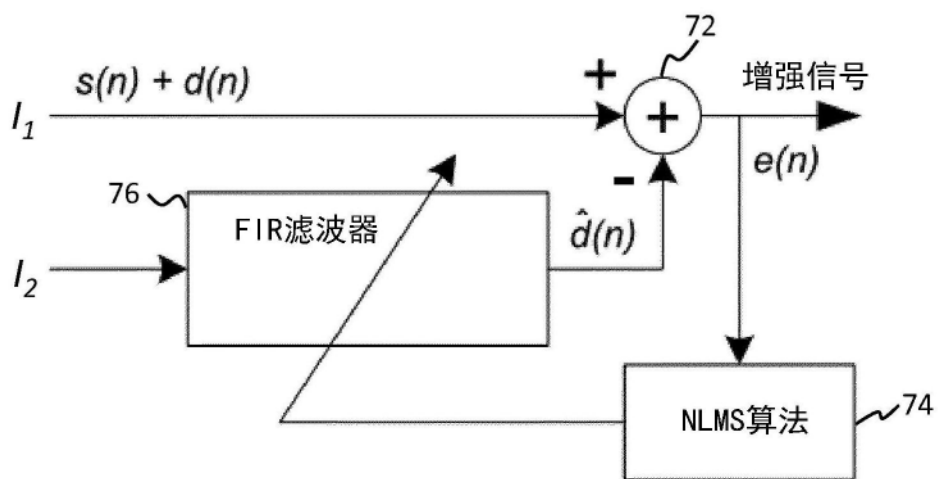 72
s(n) + d(n)
+
增强信号
I1
+
e(n)
-
76
FIR滤波器
d̂(n)
I2
NLMS算法
74